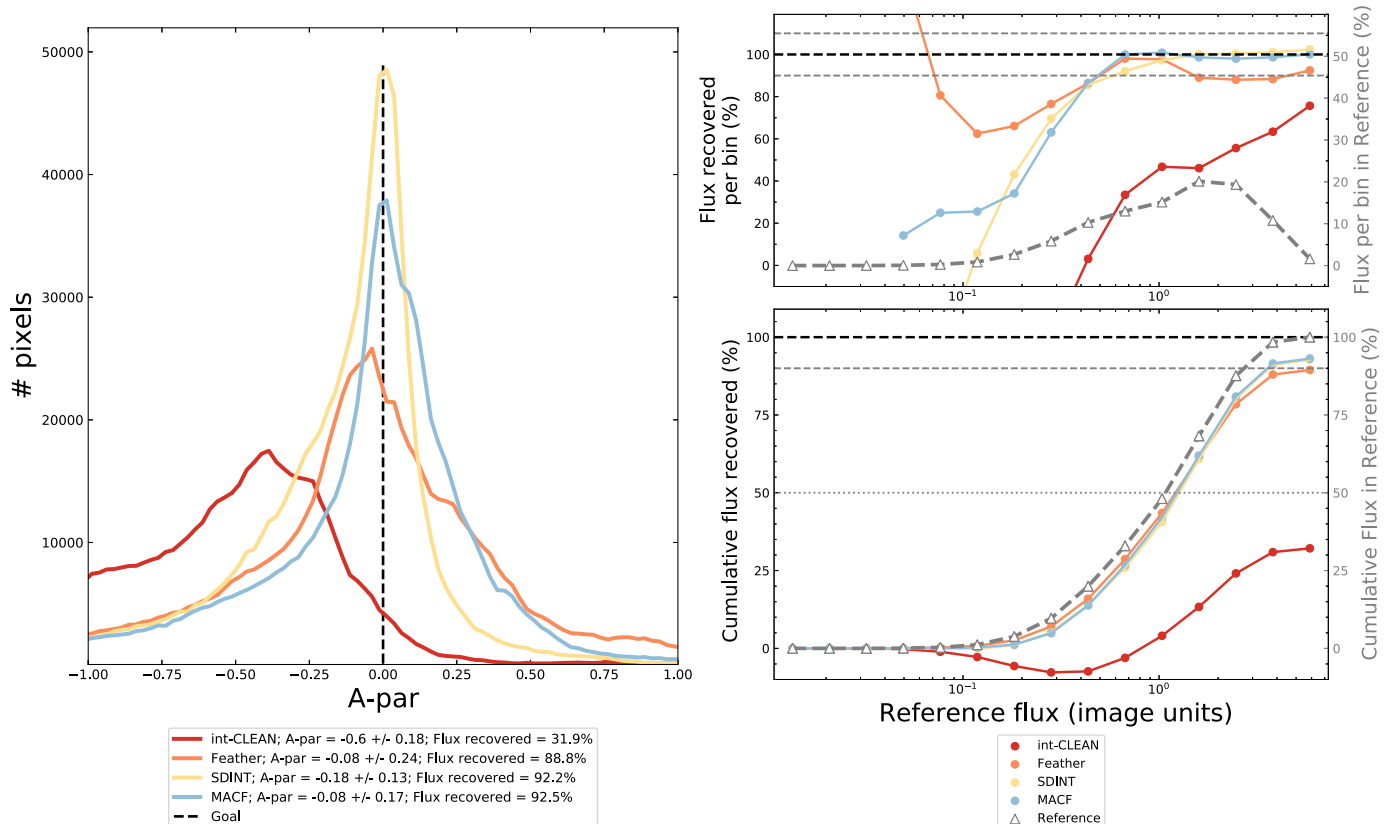 50000
40000
30000
20000
10000
# pixels
−1.00
−0.75
−0.50
−0.25
0.00
0.25
0.50
0.75
1.00
A-par
int-CLEAN; A-par = -0.6 +/- 0.18; Flux recovered = 31.9%
Feather; A-par = -0.08 +/- 0.24; Flux recovered = 88.8%
SDINT; A-par = -0.18 +/- 0.13; Flux recovered = 92.2%
MACF; A-par = -0.08 +/- 0.17; Flux recovered = 92.5%
Goal
100
80
60
40
20
0
Flux recovered
per bin (%)
50
40
30
20
10
0
Flux per bin in Reference (%)
10⁻¹
10⁰
100
75
50
25
0
Cumulative flux recovered (%)
100
75
50
25
0
Cumulative Flux in Reference (%)
10⁻¹
10⁰
Reference flux (image units)
int-CLEAN
Feather
SDINT
MACF
Reference